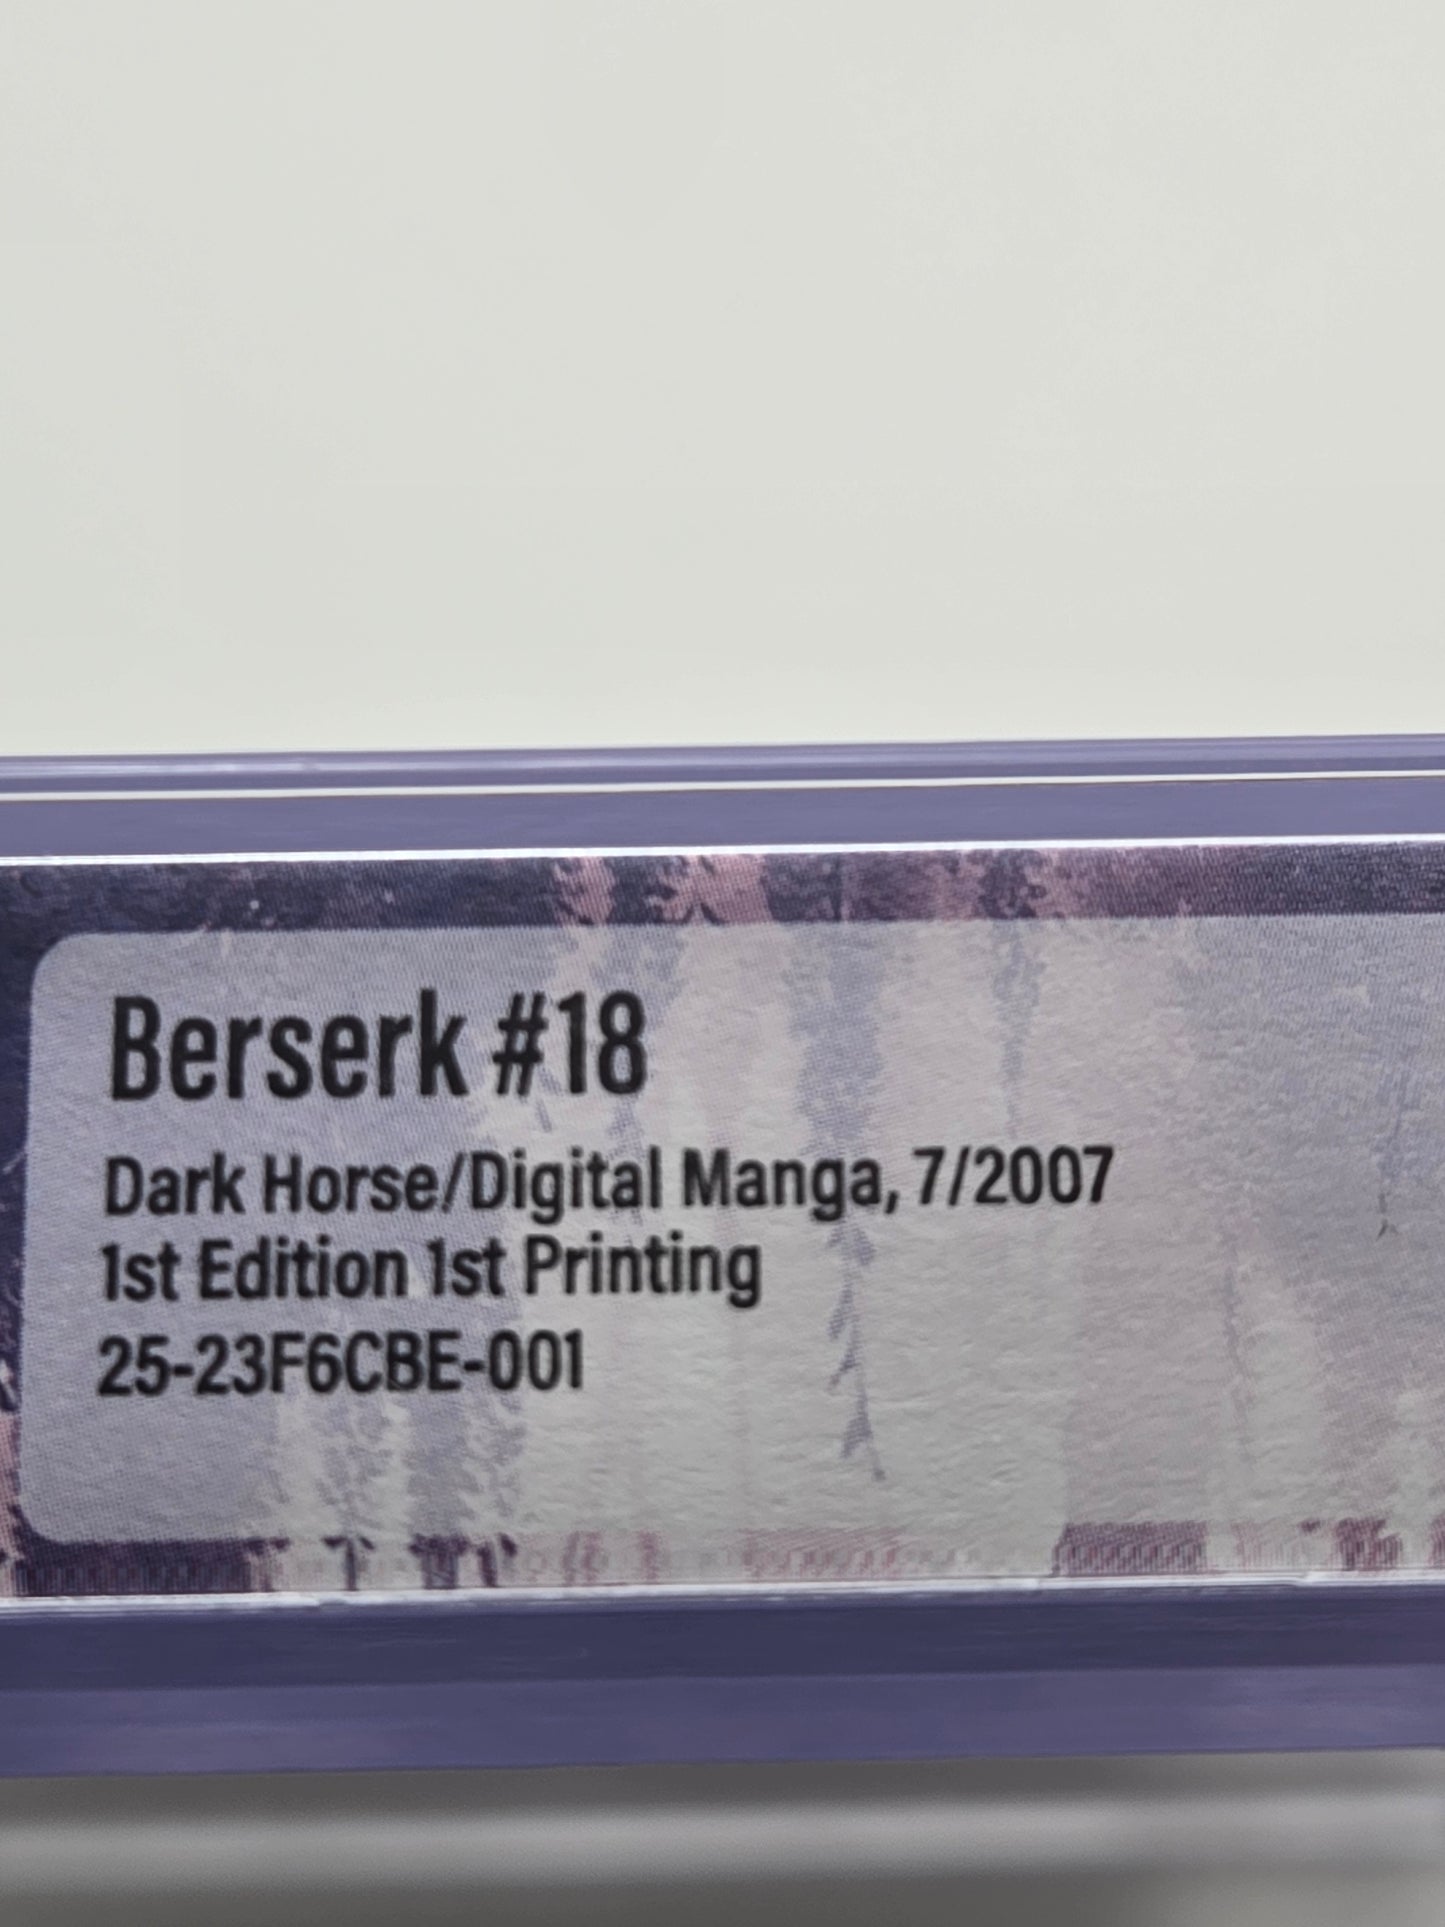 Berserk #18
Dark Horse/Digital Manga, 7/2007
1st Edition 1st Printing
25-23F6CBE-001